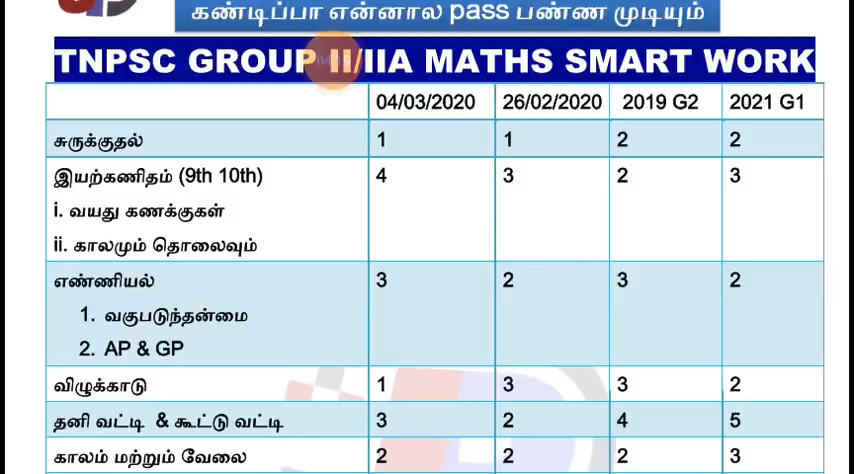 கண்டிப்பா என்னால pass பண்ண முடியும்
TNPSC GROUP II/IIA MATHS SMART WORK
04/03/2020 26/02/2020 2019 G2 2021 G1
சுருக்குதல் 1 1 2 2
இயற்கணிதம் (9th 10th) 4 3 2 3
i. வயது கணக்குகள்
ii. காலமும் தொலைவும்
எண்ணியல் 3 2 3 2
1. வகுபடுந்தன்மை
2. AP & GP
விழுக்காடு 1 3 3 2
தனி வட்டி & கூட்டு வட்டி 3 2 4 5
காலம் மற்றும் வேலை 2 2 2 3